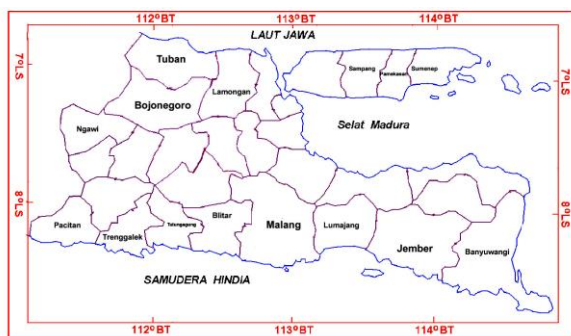 112°BT
113°BT
114°BT
LAUT JAWA
Tuban
7°LS
7°LS
Sampang
Pamekasan
Sumenep
Lamongan
Bojonegoro
Selat Madura
Ngawi
8°LS
8°LS
Pacitan
Trenggalek
Tulungagung
Blitar
Malang
Lumajang
Jember
Banyuwangi
SAMUDERA HINDiA
112°BT
113°BT
114°BT